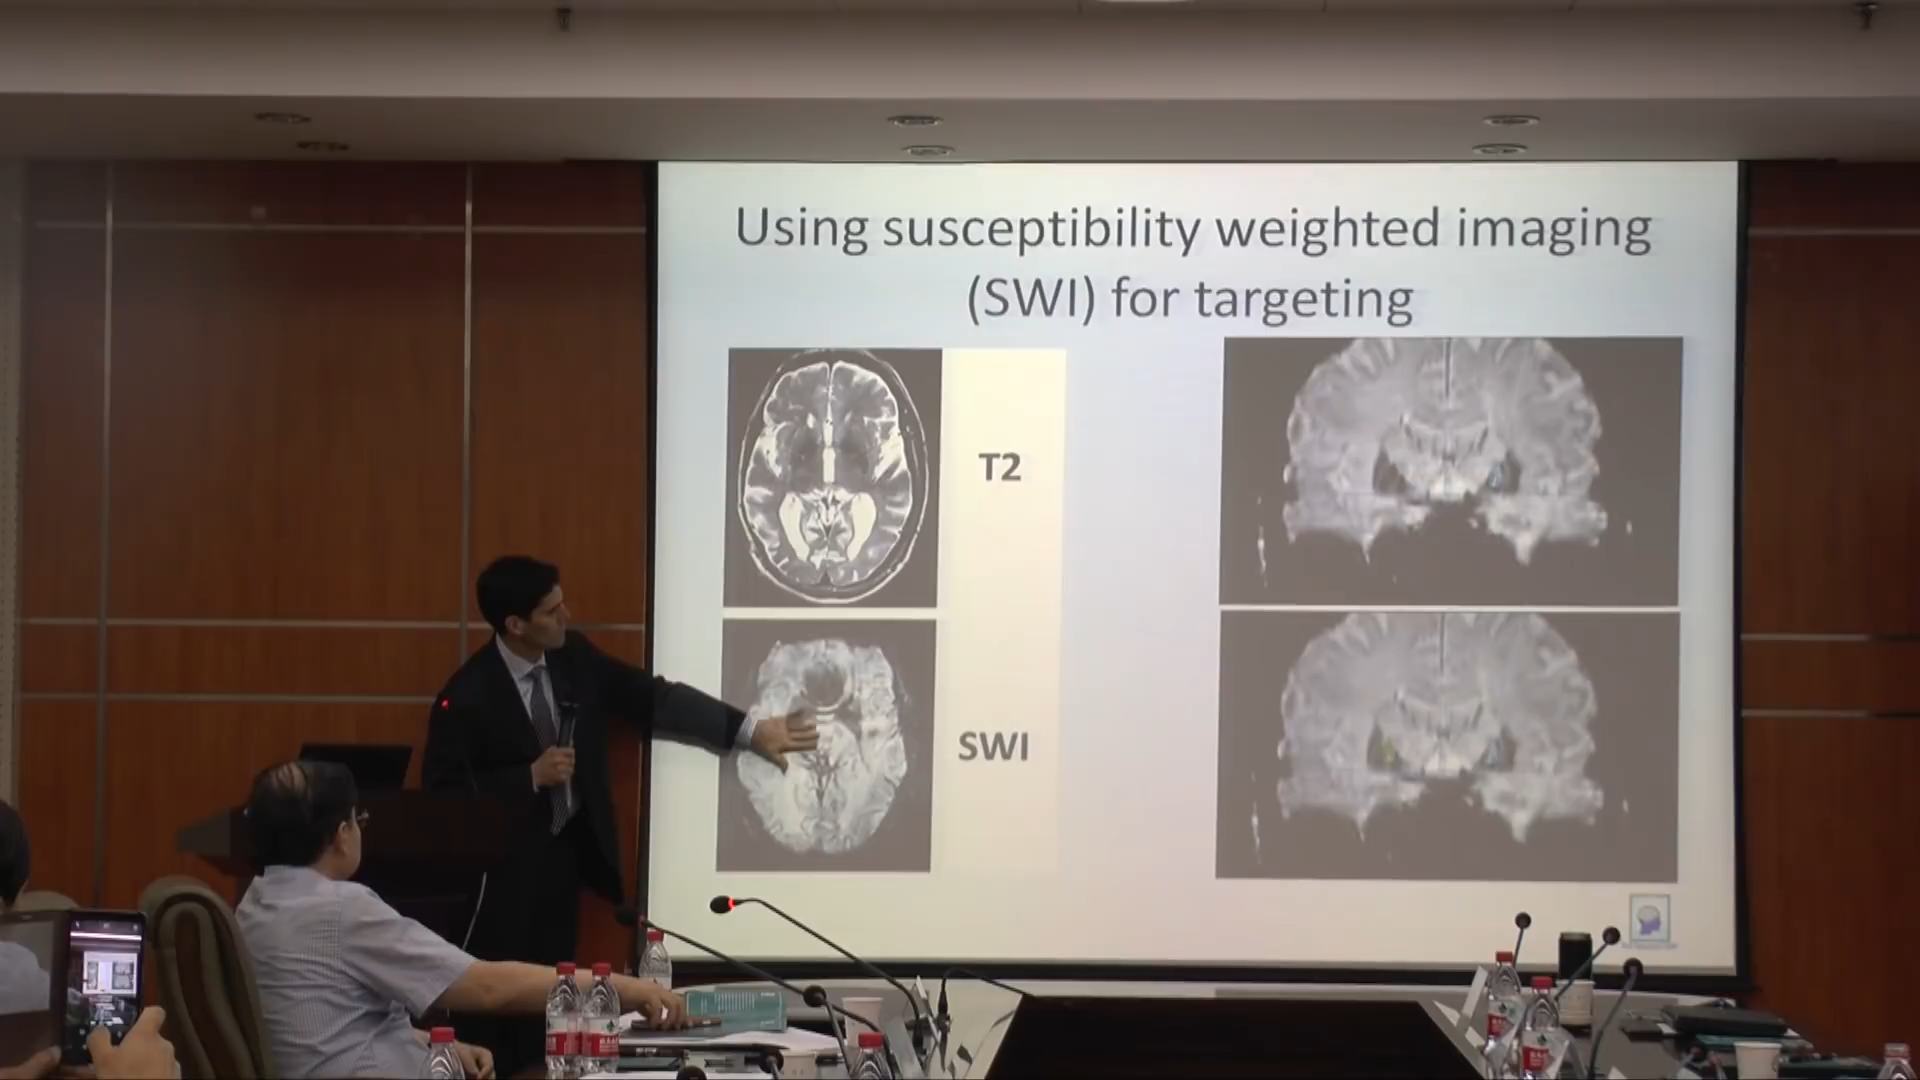 Using susceptibility weighted imaging
(SWI) for targeting
T2
SWI